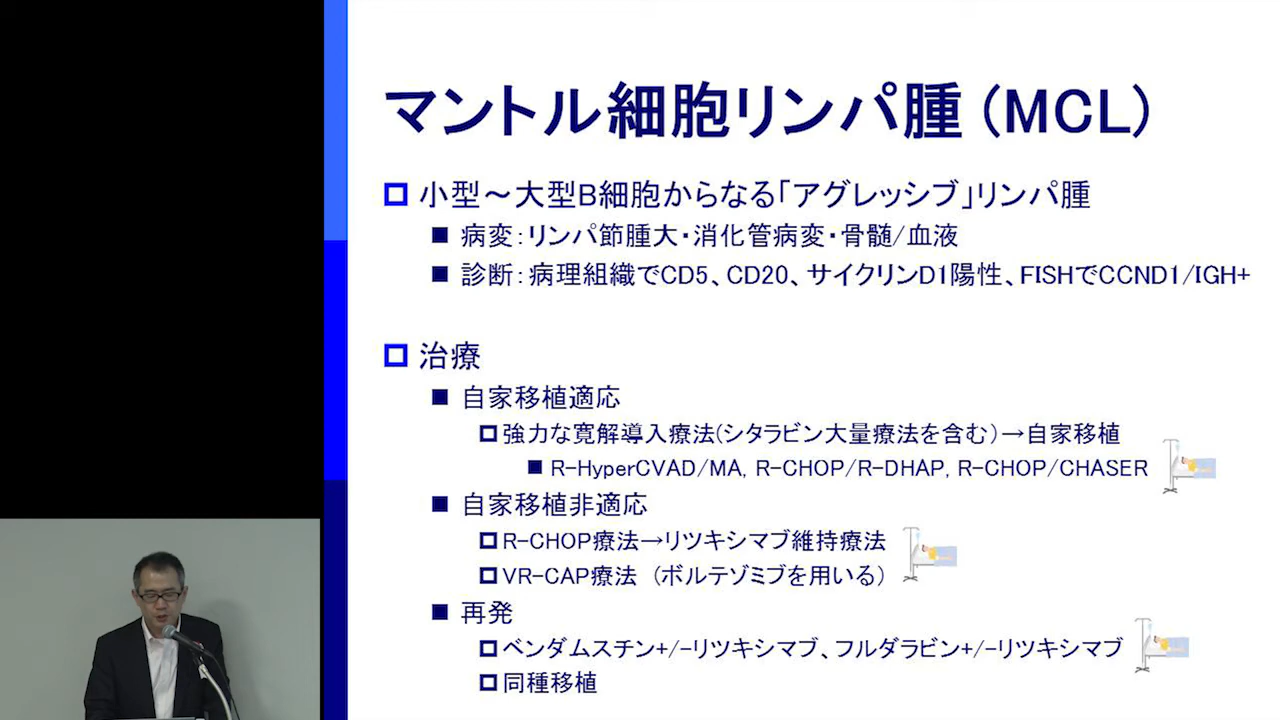 マントル細胞リンパ腫 (MCL)
小型～大型B細胞からなる「アグレッシブ」リンパ腫
病変：リンパ節腫大・消化管病変・骨髄/血液
診断：病理組織でCD5、CD20、サイクリンD1陽性、FISHでCCND1/IGH+
治療
自家移植適応
強力な寛解導入療法(シタラビン大量療法を含む)→自家移植
R-HyperCVAD/MA, R-CHOP/R-DHAP, R-CHOP/CHASER
自家移植非適応
R-CHOP療法→リツキシマブ維持療法
VR-CAP療法 (ボルテゾミブを用いる)
再発
ベンダムスチン+/-リツキシマブ、フルダラビン+/-リツキシマブ
同種移植